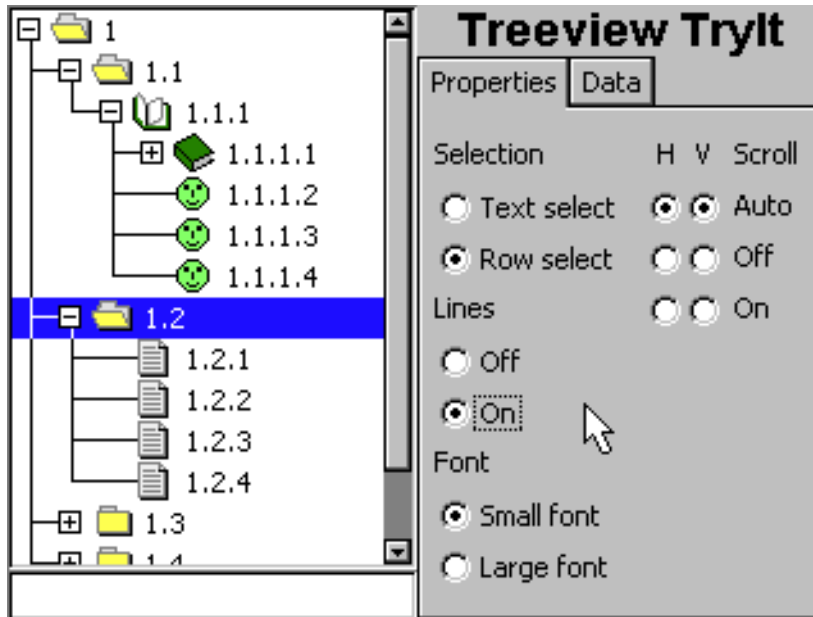 1
1.1
1.1.1
1.1.1.1
1.1.1.2
1.1.1.3
1.1.1.4
1.2
1.2.1
1.2.2
1.2.3
1.2.4
1.3
1.4
Treeview TryIt
Properties Data
Selection H V Scroll
Text select Auto
Row select Off
Lines On
Off
On
Font
Small font
Large font